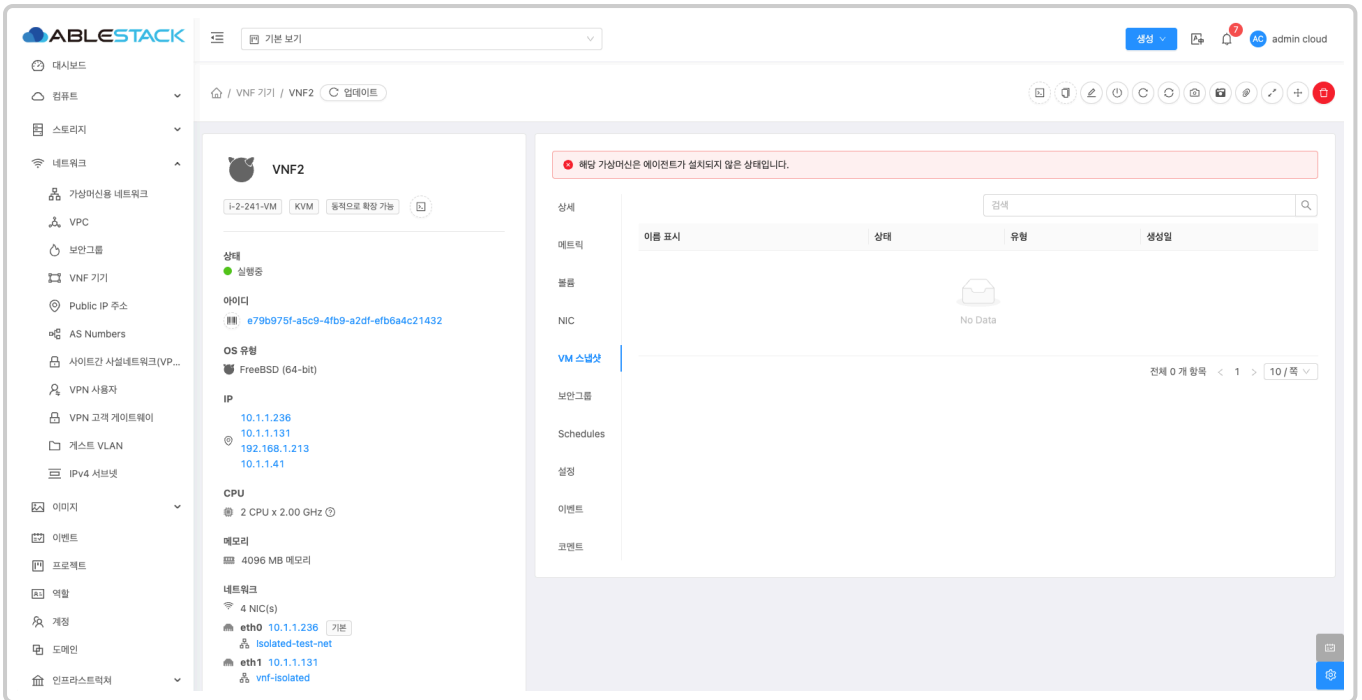 ABLESTACK
기본 보기
생성
7
AC
admin cloud
대시보드
컴퓨트
스토리지
네트워크
가상머신용 네트워크
VPC
보안그룹
VNF 기기
Public IP 주소
AS Numbers
사이트간 사설네트워크(VP...
VPN 사용자
VPN 고객 게이트웨이
게스트 VLAN
IPv4 서브넷
이미지
이벤트
프로젝트
역할
계정
도메인
인프라스트럭쳐
/ VNF 기기 / VNF2
업데이트
VNF2
i-2-241-VM
KVM
동적으로 확장 가능
상태
실행중
아이디
e79b975f-a5c9-4fb9-a2df-efb6a4c21432
OS 유형
FreeBSD (64-bit)
IP
10.1.1.236
10.1.1.131
192.168.1.213
10.1.1.41
CPU
2 CPU x 2.00 GHz
메모리
4096 MB 메모리
네트워크
4 NIC(s)
eth0 10.1.1.236 기본
Isolated-test-net
eth1 10.1.1.131
vnf-isolated
해당 가상머신은 에이전트가 설치되지 않은 상태입니다.
상세
메트릭
볼륨
NIC
VM 스냅샷
보안그룹
Schedules
설정
이벤트
코멘트
검색
이름 표시 상태 유형 생성일
No Data
전체 0 개 항목 < 1 > 10 / 쪽